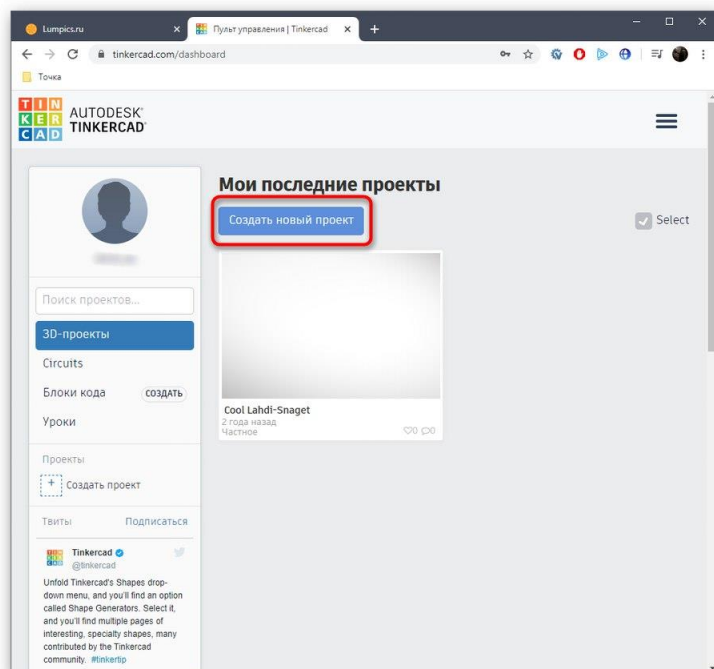 Lumpics.ru
Пульт управления | Tinkercad
tinkercad.com/dashboard
Точка
TINKERCAD
AUTODESK®
TINKERCAD®
Мои последние проекты
Создать новый проект
Select
Поиск проектов...
3D-проекты
Circuits
Блоки кода СОЗДАТЬ
Уроки
Cool Lahdi-Snaget
2 года назад
Частное
0 0
Проекты
+ Создать проект
Твиты Подписаться
Tinkercad
@tinkercad
Unfold Tinkercad's Shapes drop-
down menu, and you'll find an option
called Shape Generators. Select it,
and you'll find multiple pages of
interesting, specialty shapes, many
contributed by the Tinkercad
community. #tinkertip